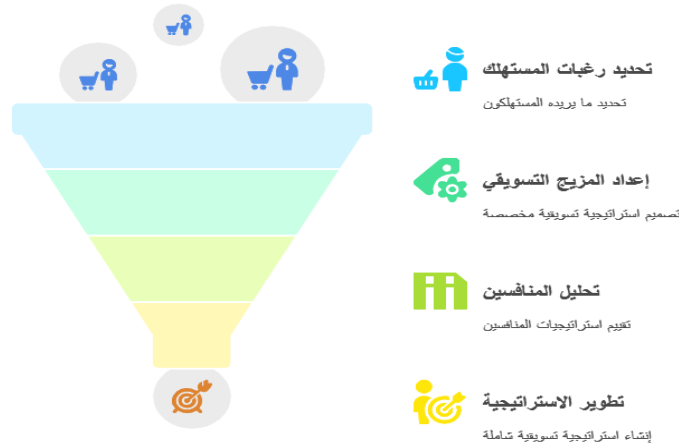 تحديد رغبات المستهلك
تحديد ما يريده المستهلكون
إعداد المزيج التسويقي
تصميم استراتيجية تسويقية مخصصة
تحليل المنافسين
تقييم استراتيجيات المنافسين
تطوير الاستراتيجية
إنشاء استراتيجية تسويقية شاملة